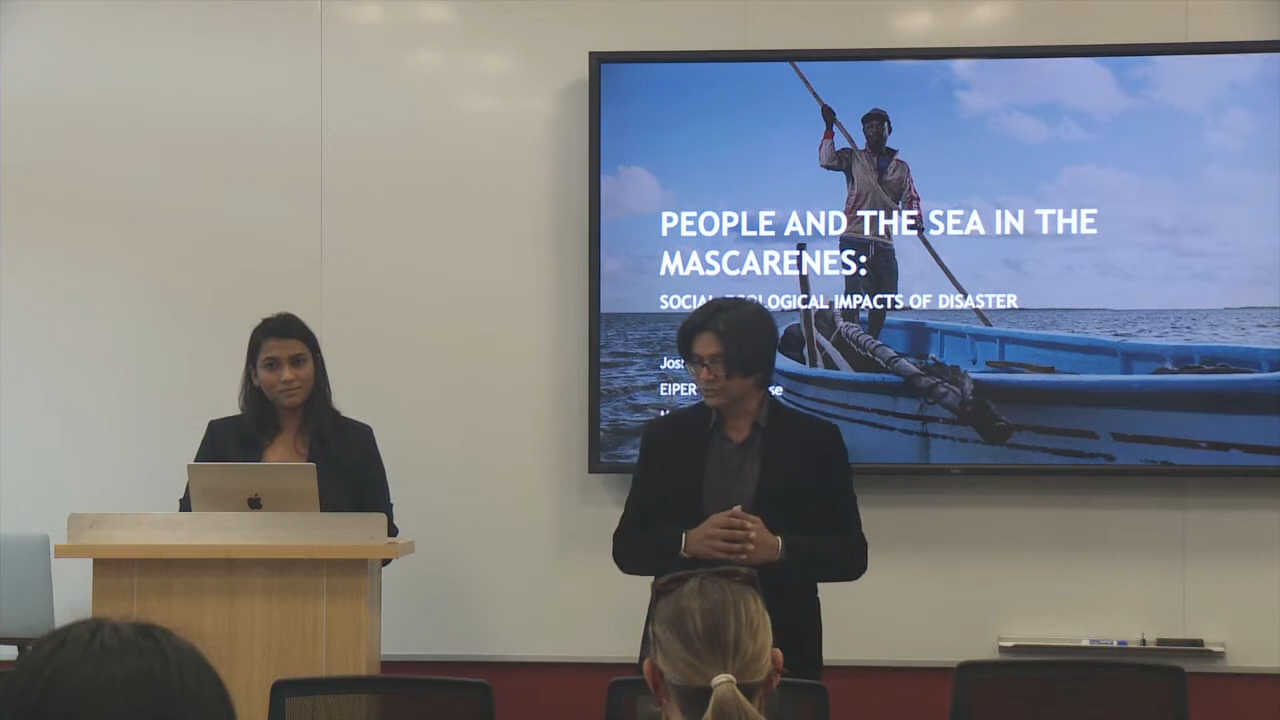 PEOPLE AND THE SEA IN THE
MASCARENES:
SOCIAL-ECOLOGICAL IMPACTS OF DISASTER
EIPER